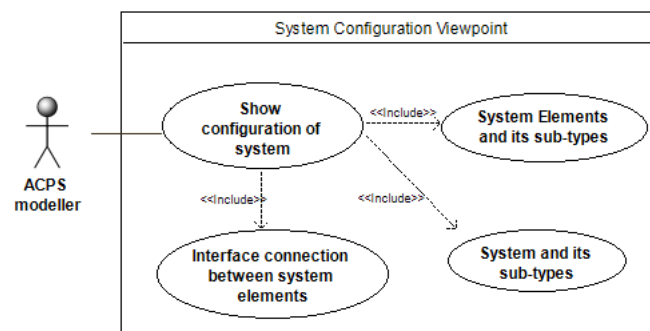 System Configuration Viewpoint
Show
configuration of
system
<<Include>>
System Elements
and its sub-types
ACPS
modeller
<<Include>>
<<Include>>
Interface connection
between system
elements
System and its
sub-types